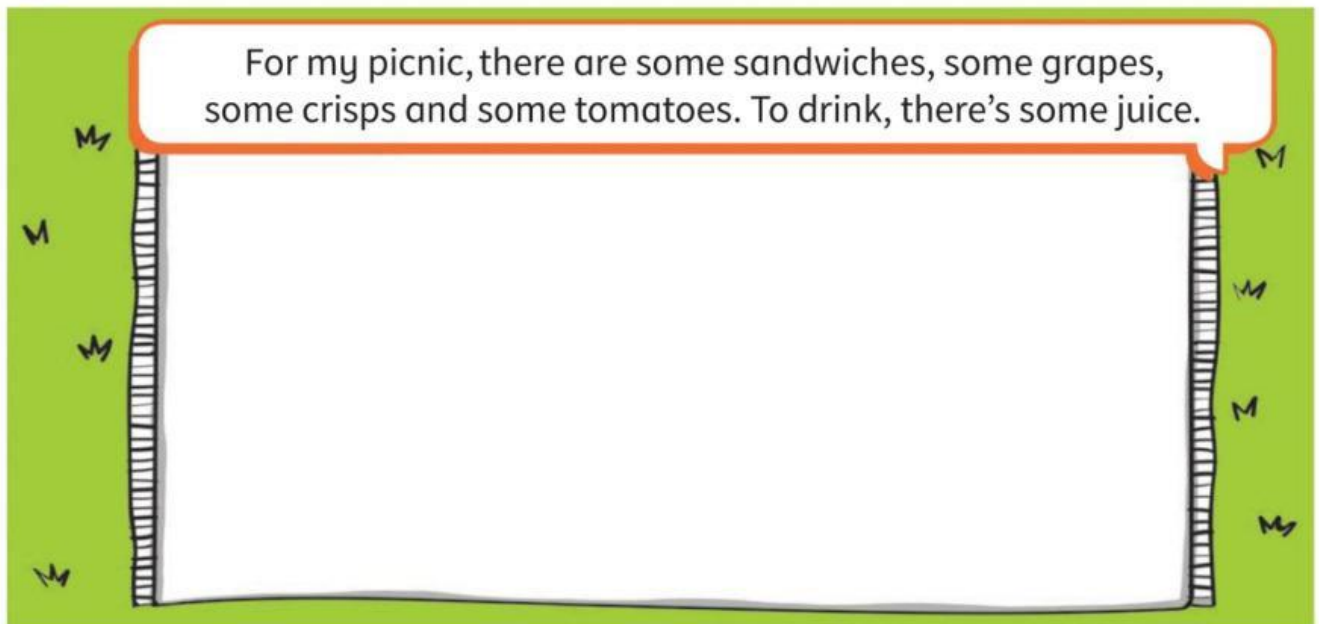 For my picnic, there are some sandwiches, some grapes,
some crisps and some tomatoes. To drink, there's some juice.